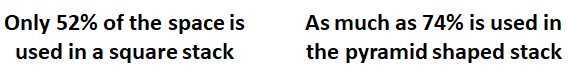 Only 52% of the space is
used in a square stack
As much as 74% is used in
the pyramid shaped stack